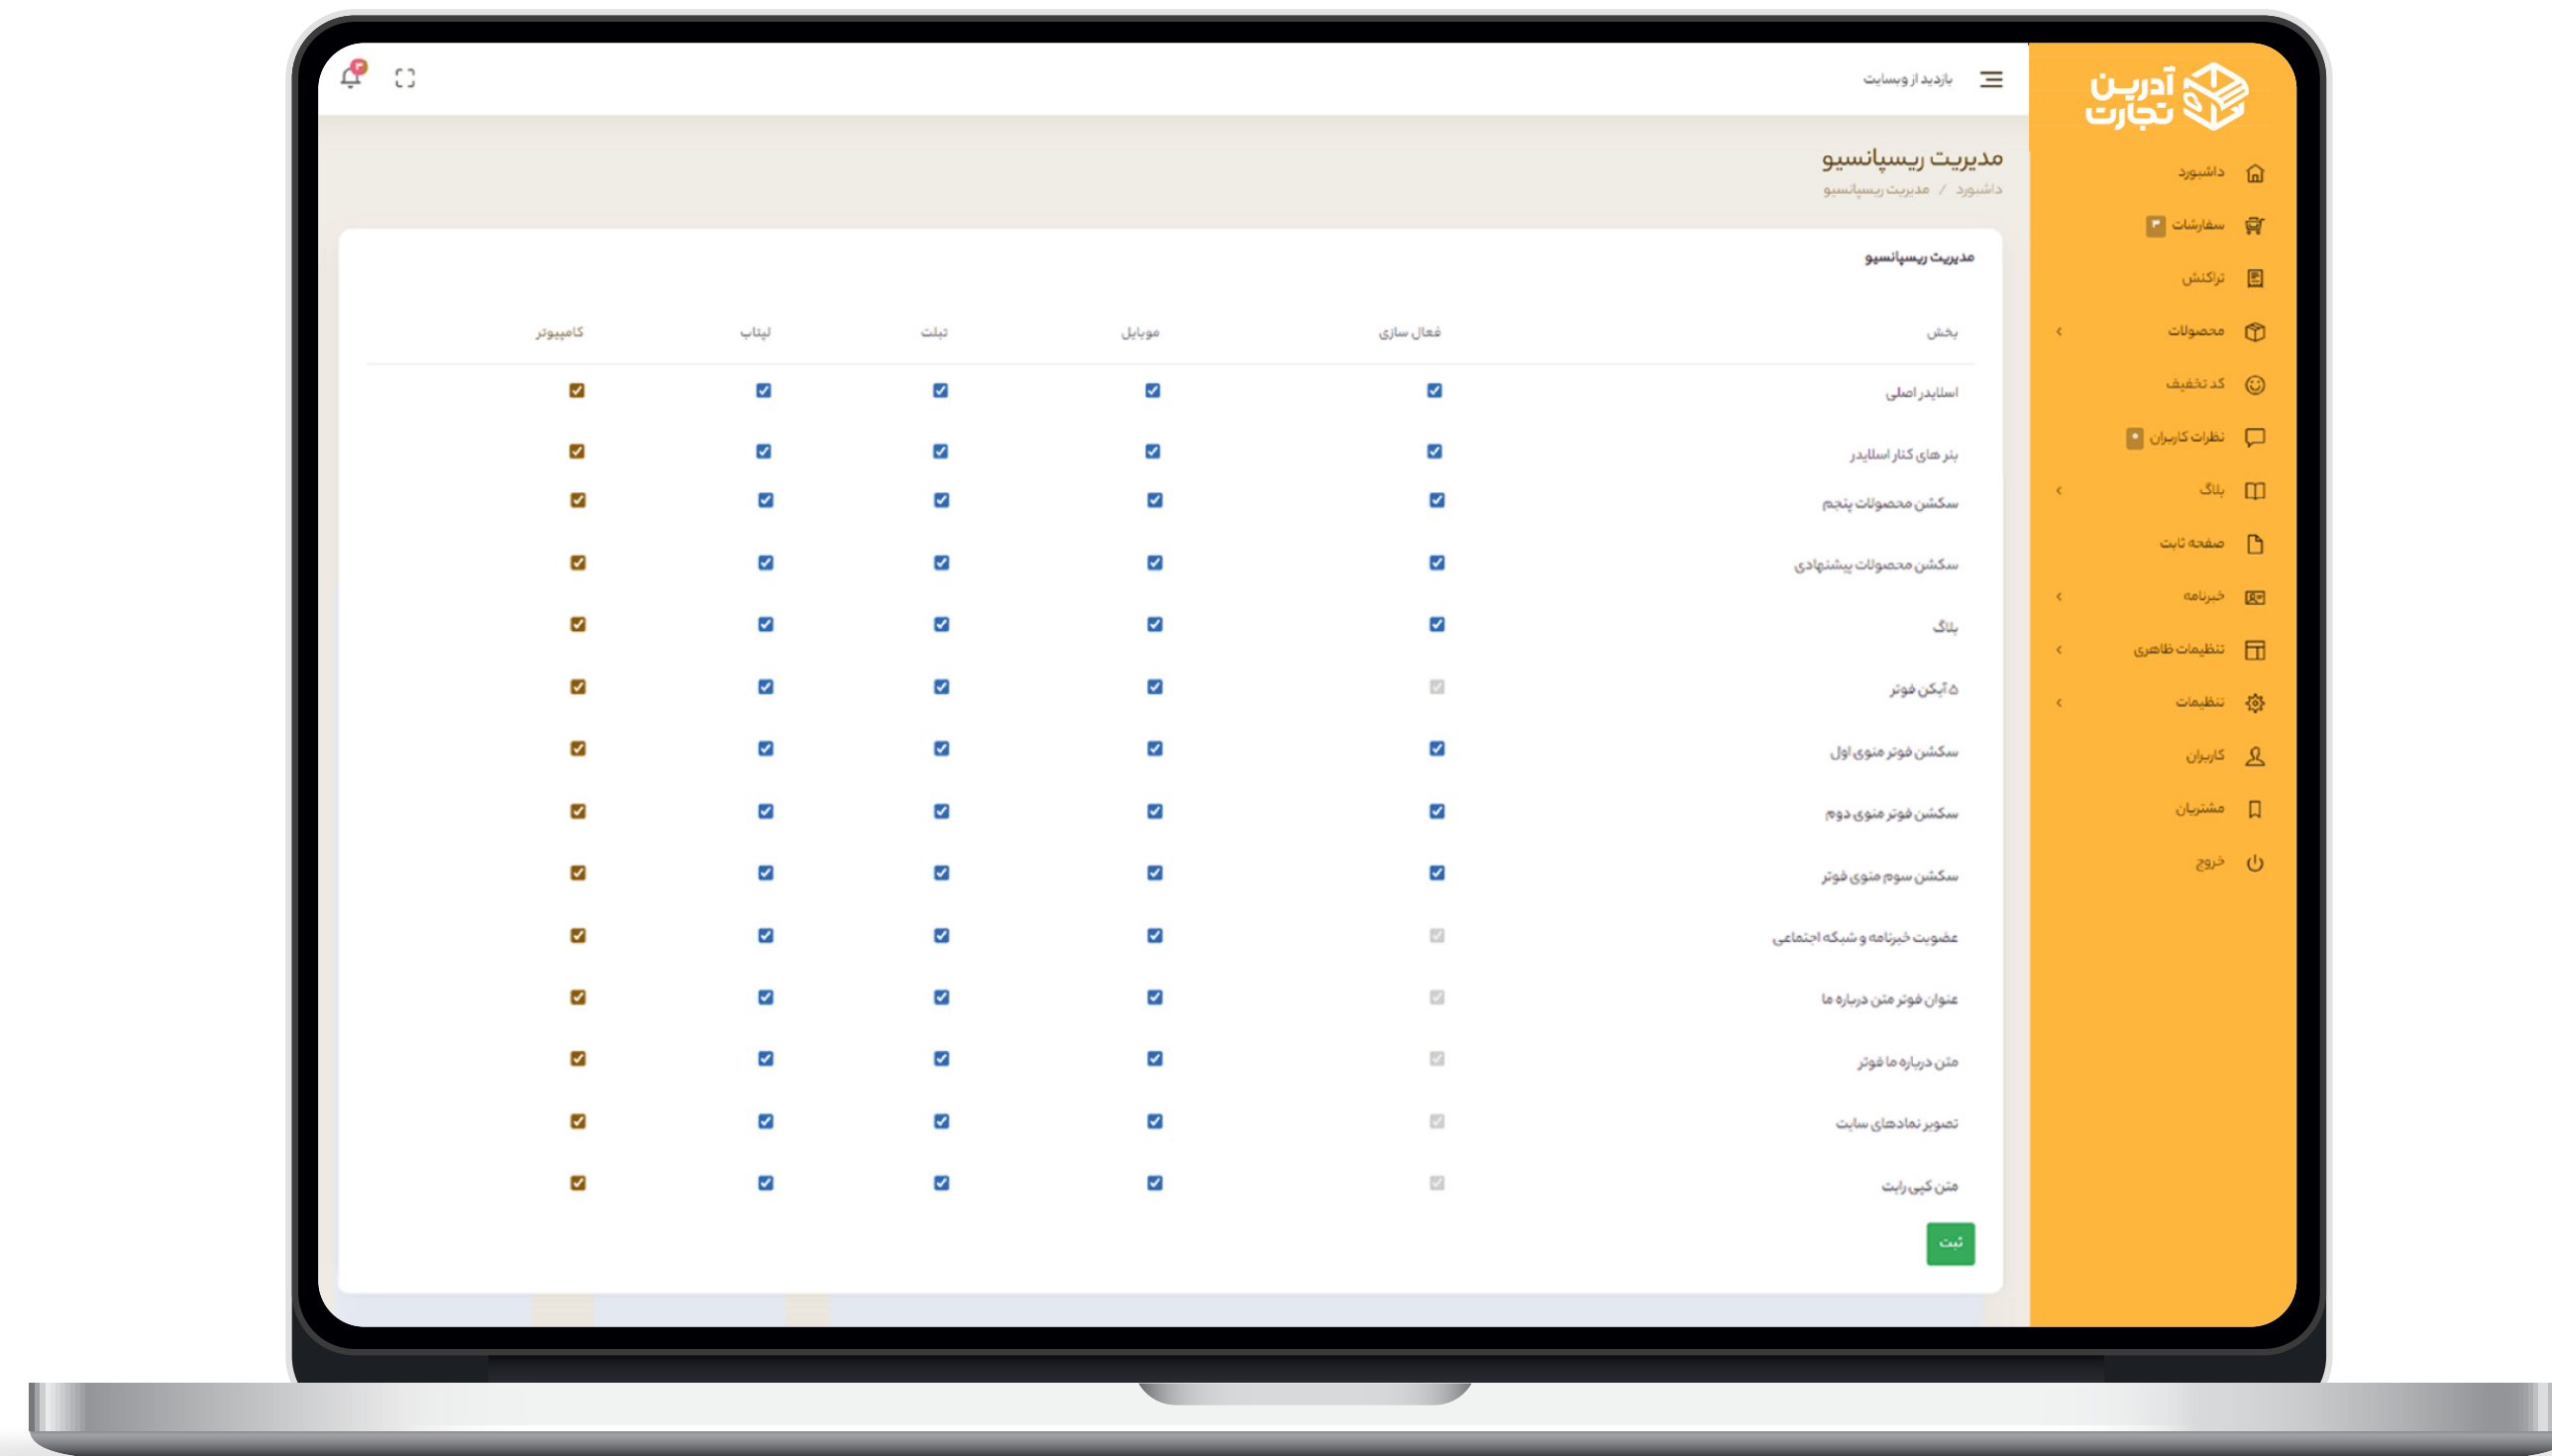 آدرین
تجارت
داشبورد
سفارشات ۳
تراکنش
محصولات
کد تخفیف
نظرات کاربران ۰
بلاگ
صفحه ثابت
خبرنامه
تنظیمات ظاهری
تنظیمات
کاربران
مشتریان
خروج
بازدید از وبسایت
۳
مدیریت ریسپانسیو
داشبورد / مدیریت ریسپانسیو
مدیریت ریسپانسیو
بخش فعال سازی موبایل تبلت لپتاپ کامپیوتر
اسلایدر اصلی
بنر های کنار اسلایدر
سکشن محصولات پنجم
سکشن محصولات پیشنهادی
بلاگ
۵ آیکن فوتر
سکشن فوتر منوی اول
سکشن فوتر منوی دوم
سکشن سوم منوی فوتر
عضویت خبرنامه و شبکه اجتماعی
عنوان فوتر متن درباره ما
متن درباره ما فوتر
تصویر نمادهای سایت
متن کپی رایت
ثبت